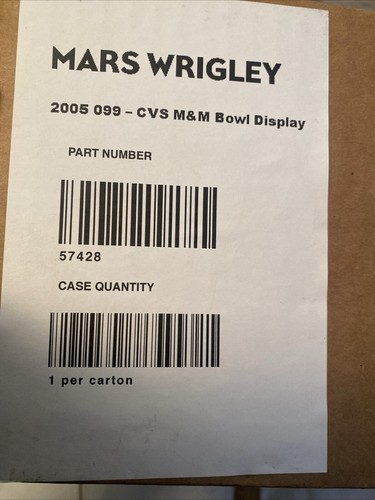 MARS WRIGLEY
2005 099 – CVS M&M Bowl Display
PART NUMBER
57428
CASE QUANTITY
1 per carton